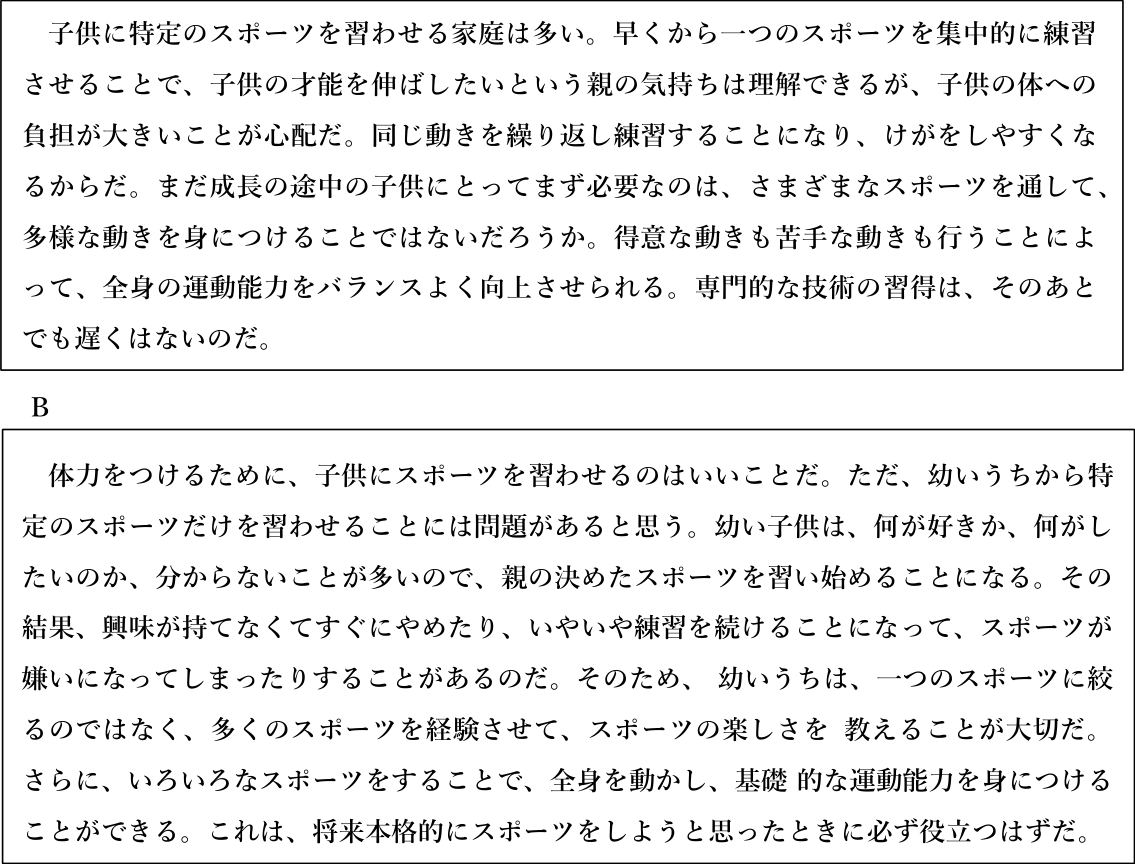 子供に特定のスポーツを習わせる家庭は多い。早くから一つのスポーツを集中的に練習
させることで、子供の才能を伸ばしたいという親の気持ちは理解できるが、子供の体への
負担が大きいことが心配だ。同じ動きを繰り返し練習することになり、けがをしやすくな
るからだ。まだ成長の途中の子供にとってまず必要なのは、さまざまなスポーツを通して、
多様な動きを身につけることではないだろうか。得意な動きも苦手な動きも行うことによ
って、全身の運動能力をバランスよく向上させられる。専門的な技術の習得は、そのあと
でも遅くはないのだ。
B
体力をつけるために、子供にスポーツを習わせるのはいいことだ。ただ、幼いうちから特
定のスポーツだけを習わせることには問題があると思う。幼い子供は、何が好きか、何がし
たいのか、分からないことが多いので、親の決めたスポーツを習い始めることになる。その
結果、興味が持てなくてすぐにやめたり、いやいや練習を続けることになって、スポーツが
嫌いになってしまったりすることがあるのだ。そのため、 幼いうちは、一つのスポーツに絞
るのではなく、多くのスポーツを経験させて、スポーツの楽しさを 教えることが大切だ。
さらに、いろいろなスポーツをすることで、全身を動かし、基礎 的な運動能力を身につける
ことができる。これは、将来本格的にスポーツをしようと思ったときに必ず役立つはずだ。